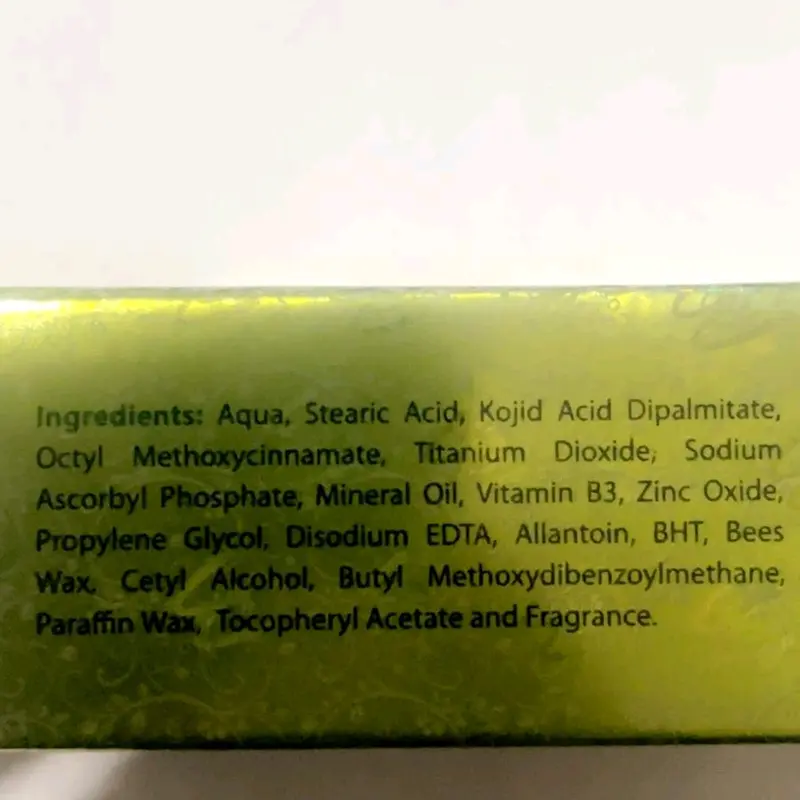 Ingredients: Aqua, Stearic Acid, Kojid Acid Dipalmitate,
Octyl Methoxycinnamate, Titanium Dioxide, Sodium
Ascorbyl Phosphate, Mineral Oil, Vitamin B3, Zinc Oxide,
Propylene Glycol, Disodium EDTA, Allantoin, BHT, Bees
Wax, Cetyl Alcohol, Butyl Methoxydibenzoylmethane,
Paraffin Wax, Tocopheryl Acetate and Fragrance.